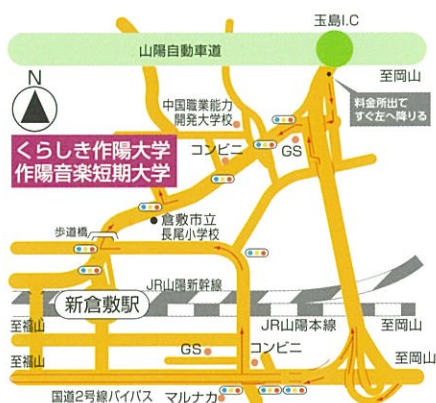 玉島I.C
山陽自動車道
至岡山
N
料金所出て
すぐ左へ降りる
中国職業能力
開発大学校
くらしき作陽大学
作陽音楽短期大学
コンビニ
GS
倉敷市立
長尾小学校
歩道橋
JR山陽新幹線
新倉敷駅
至福山
JR山陽本線
至岡山
至福山
GS
コンビニ
至岡山
国道2号線バイパス
マルナカ